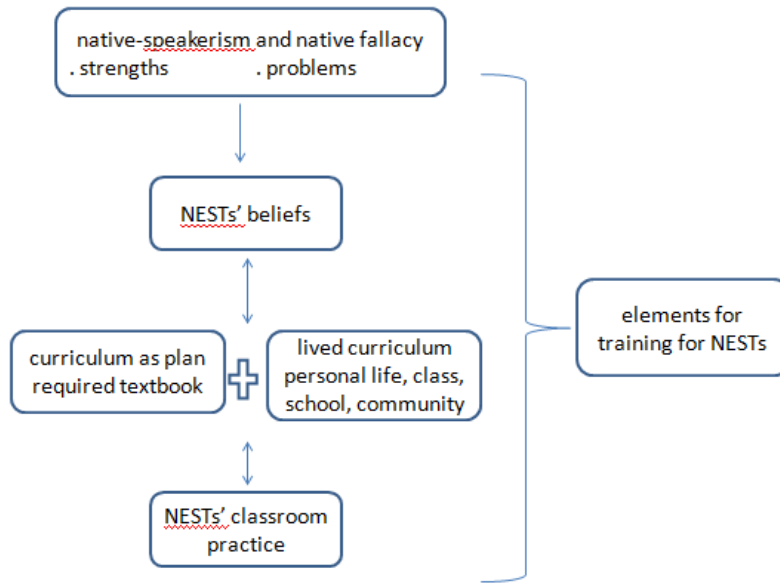 native-speakerism and native fallacy
. strengths . problems
NESTs' beliefs
curriculum as plan
required textbook
lived curriculum
personal life, class,
school, community
NESTs' classroom
practice
elements for
training for NESTs